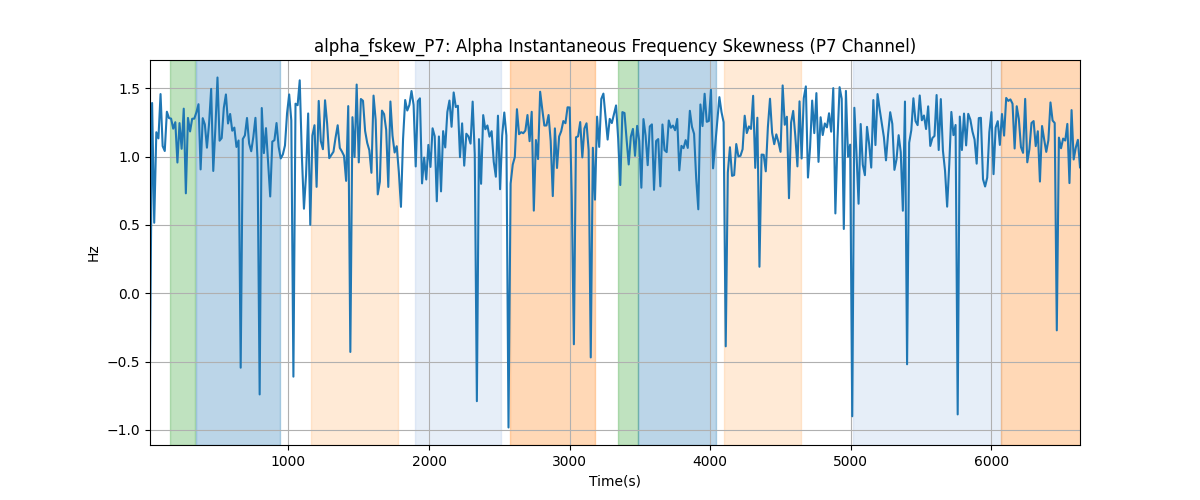 alpha_fskew_P7: Alpha Instantaneous Frequency Skewness (P7 Channel)
1.5
1.0
0.5
0.0
−0.5
−1.0
Hz
1000 2000 3000 4000 5000 6000
Time(s)